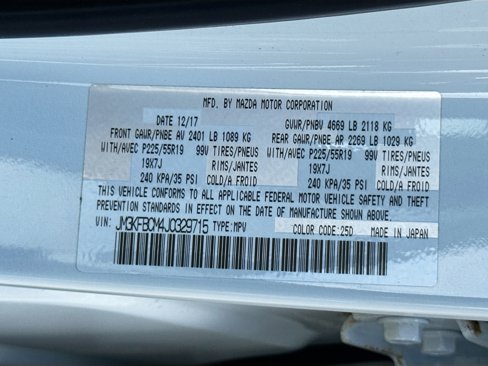 MFD. BY MAZDA MOTOR CORPORATION
DATE 12/17 GVWR/PNBV 4669 LB 2118 KG
FRONT GAWR/PNBE AV 2401 LB 1089 KG REAR GAWR/PNBE AR 2269 LB 1029 KG
WITH/AVEC P225/55R19 99V TIRES/PNEUS WITH/AVEC P225/55R19 99V TIRES/PNEUS
19X7J RIMS/JANTES 19X7J RIMS/JANTES
240 KPA/35 PSI COLD/A FROID 240 KPA/35 PSI COLD/A FROID
THIS VEHICLE CONFORMS TO ALL APPLICABLE FEDERAL MOTOR VEHICLE SAFETY AND THEFT
PREVENTION STANDARDS IN EFFECT ON THE DATE OF MANUFACTURE SHOWN ABOVE.
VIN: JM3KFBCM4J0329715 TYPE:MPV COLOR CODE:25D MADE IN JAPAN